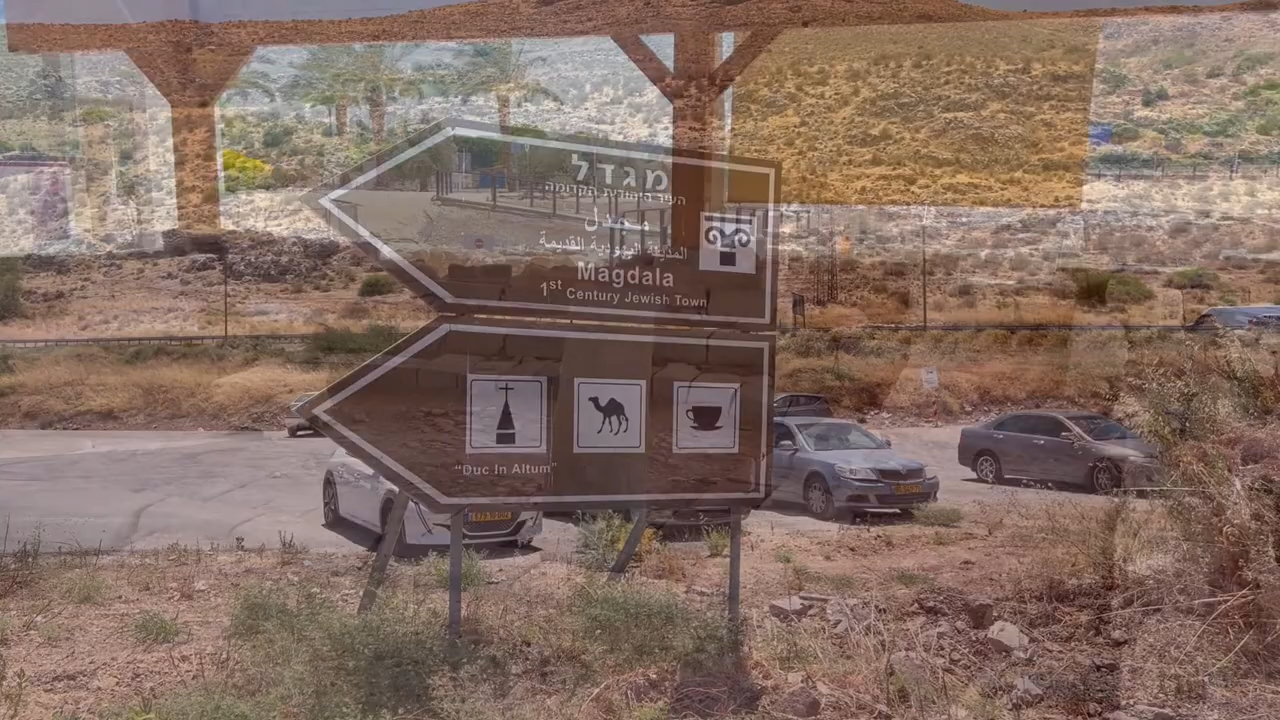 מגדל
העיר היהודית הקדומה
مجدل
المدينة اليهودية القديمة
Magdala
1st Century Jewish Town
“Duc In Altum”